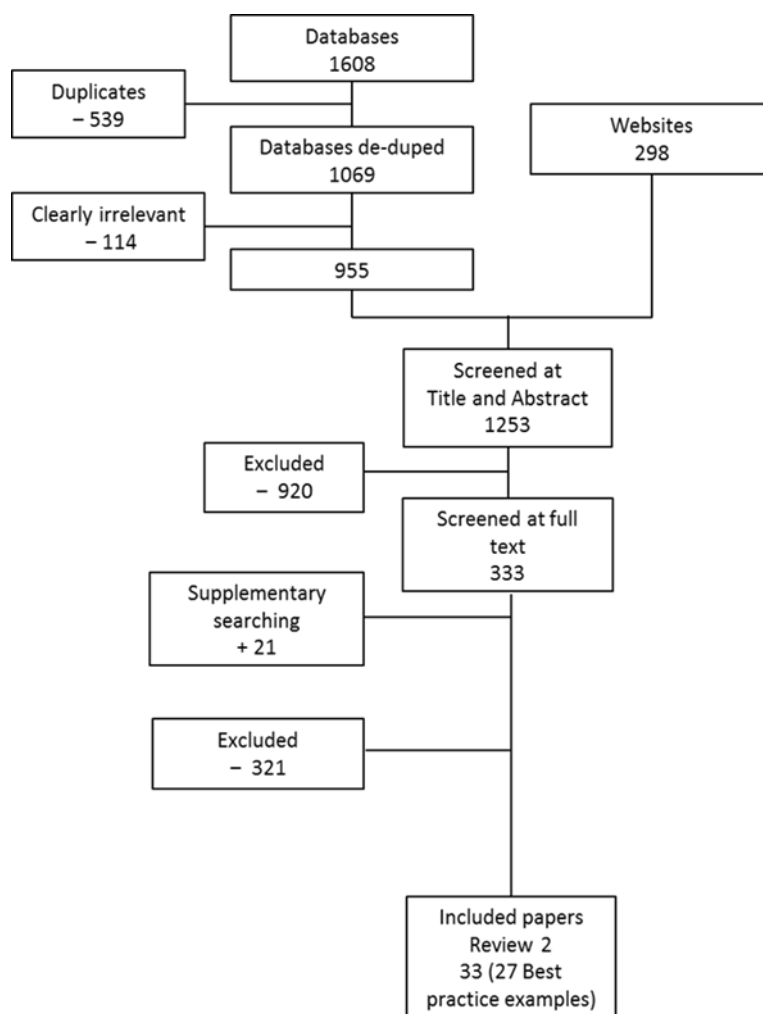 Databases
1608
Duplicates
– 539
Websites
298
Databases de-duped
1069
Clearly irrelevant
– 114
955
Screened at
Title and Abstract
1253
Excluded
– 920
Screened at full
text
333
Supplementary
searching
+ 21
Excluded
– 321
Included papers
Review 2
33 (27 Best
practice examples)